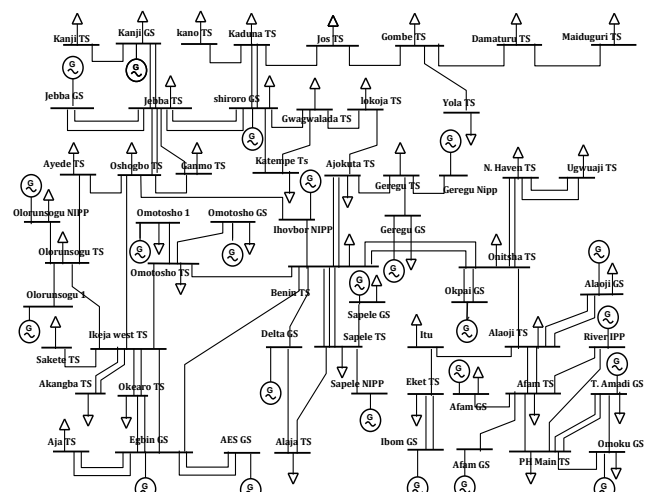 Kanji TS
Kanji GS
kano TS
Kaduna TS
Jos TS
Gombe TS
Damaturu TS
Maiduguri TS
G
G
Jebba GS
Jebba TS
shiroro GS
Gwagwalada TS
lokoja TS
Yola TS
G
G
G
Ayede TS
Oshogbo TS
Ganmo TS
Katempe Ts
Ajokuta TS
Geregu TS
Geregu Nipp
N. Haven TS
Ugwuaji TS
G
G
Olorunsogu NIPP
Omotosho 1
Omotosho GS
Ihovbor NIPP
Geregu GS
Olorunsogu TS
G
G
G
Omotosho TS
Onitsha TS
G
Olorunsogu 1
Benin TS
G
Okpai GS
Alaoji GS
G
Sapele GS
G
G
Ikeja west TS
Delta GS
Sapele TS
Itu
Alaoji TS
River IPP
Sakete TS
G
G
Akangba TS
Okearo TS
Sapele NIPP
Eket TS
Afam TS
T. Amadi GS
G
G
Afam GS
Aja TS
Egbin GS
AES GS
Alaja TS
Ibom GS
Afam GS
PH Main TS
Omoku GS
G
G
G
G
G